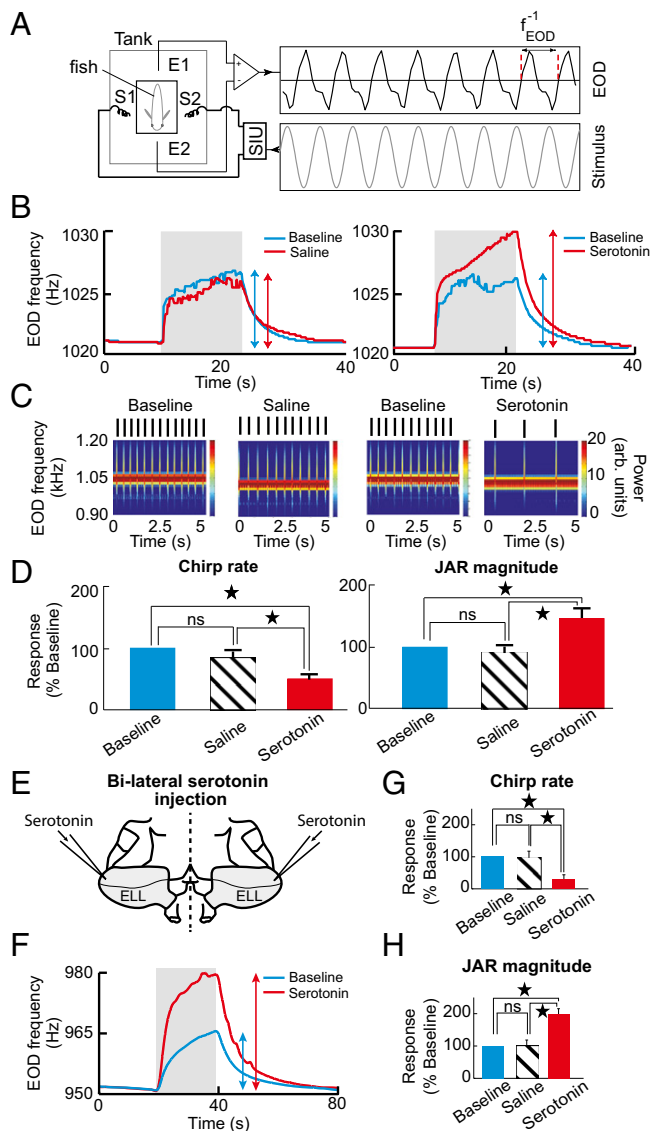 A
Tank
fish
E1
S1
S2
E2
+
-
SIU
f⁻¹EOD
EOD
Stimulus
B
EOD frequency
(Hz)
1030
1025
1020
0
20
40
Time (s)
Baseline
Saline
1030
1025
1020
0
20
40
Time (s)
Baseline
Serotonin
C
EOD frequency
(kHz)
Baseline
Saline
Baseline
Serotonin
1.20
1.05
0.90
0 2.5 5
Time (s)
0 2.5 5
Time (s)
0 2.5 5
Time (s)
0 2.5 5
Time (s)
20
10
0
Power
(arb. units)
D
Chirp rate
Response
(% Baseline)
200
100
0
ns
Baseline
Saline
Serotonin
JAR magnitude
200
100
0
ns
Baseline
Saline
Serotonin
E
Bi-lateral serotonin
injection
Serotonin
Serotonin
ELL
ELL
F
EOD frequency
(Hz)
980
965
950
0
40
80
Time (s)
Baseline
Serotonin
G
Chirp rate
Response
(% Baseline)
200
100
0
ns
Baseline
Saline
Serotonin
H
JAR magnitude
Response
(% Baseline)
200
100
0
ns
Baseline
Saline
Serotonin